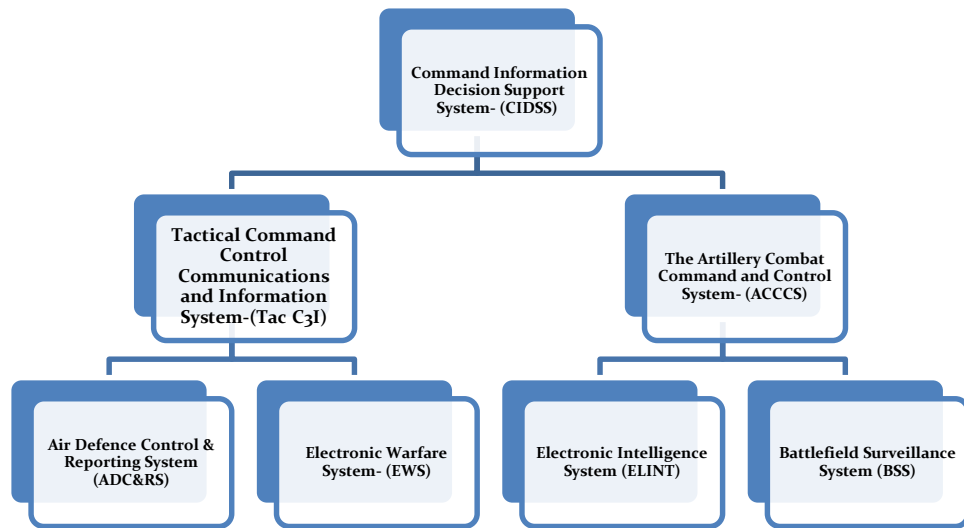 Command Information
Decision Support
System- (CIDSS)
Tactical Command
Control
Communications
and Information
System-(Tac C3I)
The Artillery Combat
Command and Control
System- (ACCCS)
Air Defence Control &
Reporting System
(ADC&RS)
Electronic Warfare
System- (EWS)
Electronic Intelligence
System (ELINT)
Battlefield Surveillance
System (BSS)